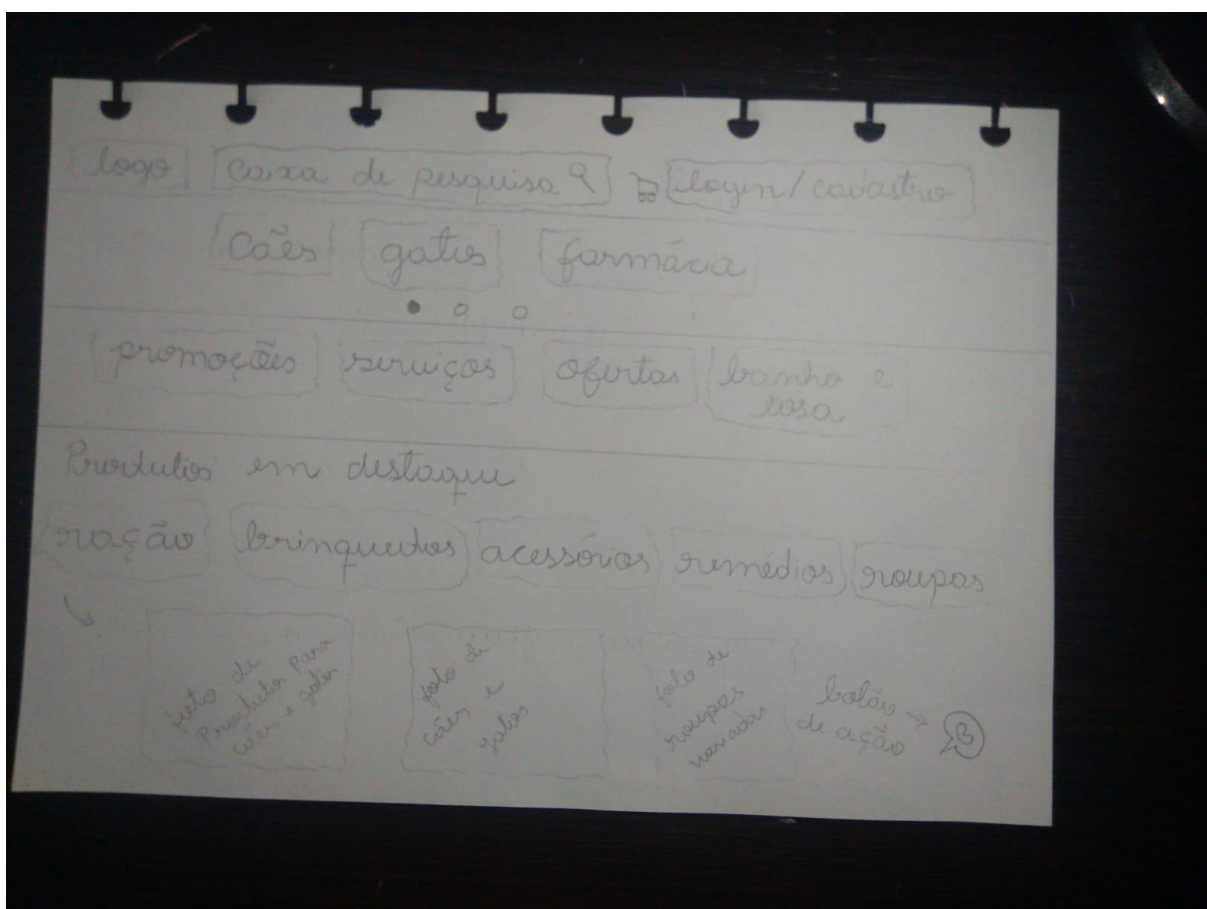 logo caixa de pesquisa login/cadastro
Cães gatos farmácia
promoções serviços ofertas banho e
tosa
Produtos em destaque
ração brinquedos acessórios remédios roupas
foto de
Produtos para
cães e gatos
foto de
cães e
gatos
foto de
roupas
variadas
botão →
de ação
B